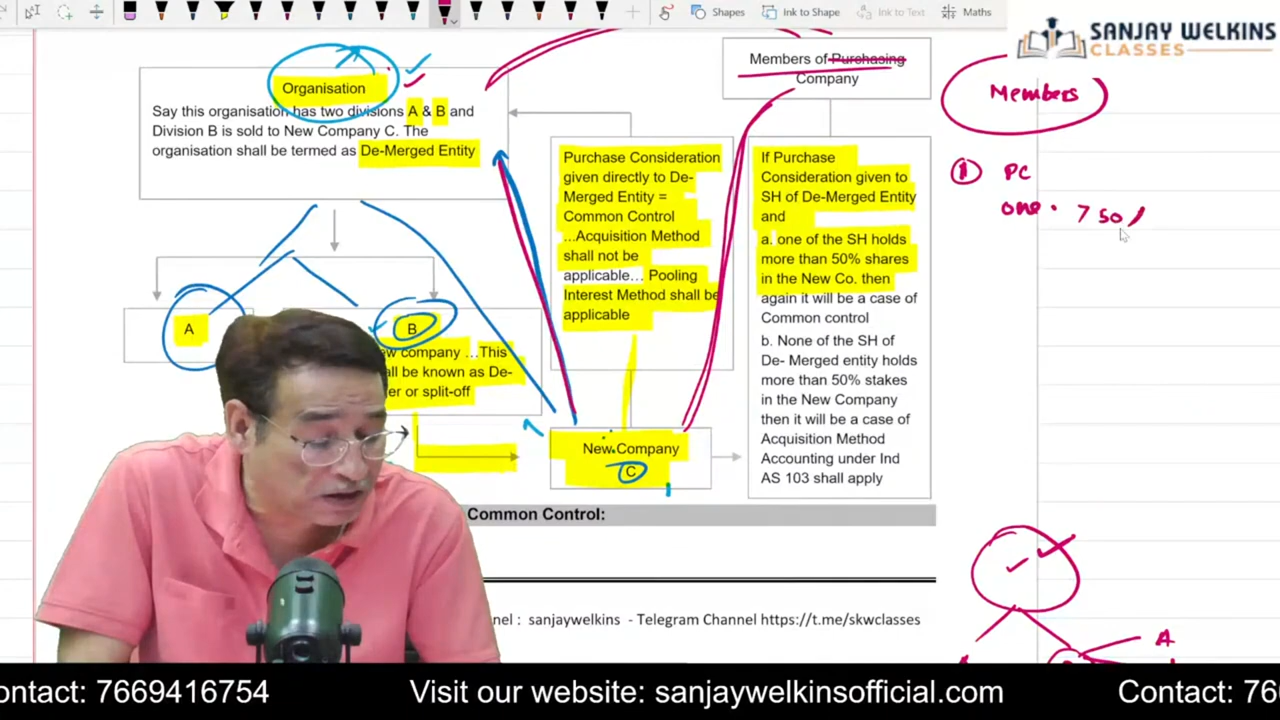 Shapes
Ink to Shape
Ink to Text
Maths
SANJAY WELKINS
CLASSES
Organisation
Say this organisation has two divisions A & B and
Division B is sold to New Company C. The
organisation shall be termed as De-Merged Entity
Members of Purchasing
Company
Members
Purchase Consideration
given directly to De-
Merged Entity =
Common Control
...Acquisition Method
shall not be
applicable... Pooling
Interest Method shall be
applicable
If Purchase
Consideration given to
SH of De-Merged Entity
and
a. one of the SH holds
more than 50% shares
in the New Co. then
again it will be a case of
Common control
b. None of the SH of
De- Merged entity holds
more than 50% stakes
in the New Company
then it will be a case of
Acquisition Method
Accounting under Ind
AS 103 shall apply
① PC
one. > 50/
A
B
ew company ...This
all be known as De-
er or split-off
New Company
C
Common Control:
nel : sanjaywelkins - Telegram Channel https://t.me/skwclasses
A
ontact: 7669416754
Visit our website: sanjaywelkinsofficial.com
Contact: 76